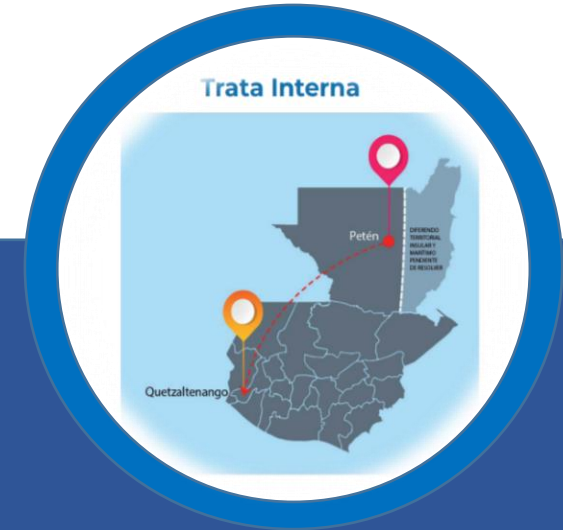 Trata Interna
Petén
DIFERENDO
TERRITORIAL
INSULAR Y
MARÍTIMO
PENDIENTE
DE RESOLVER
Quetzaltenango